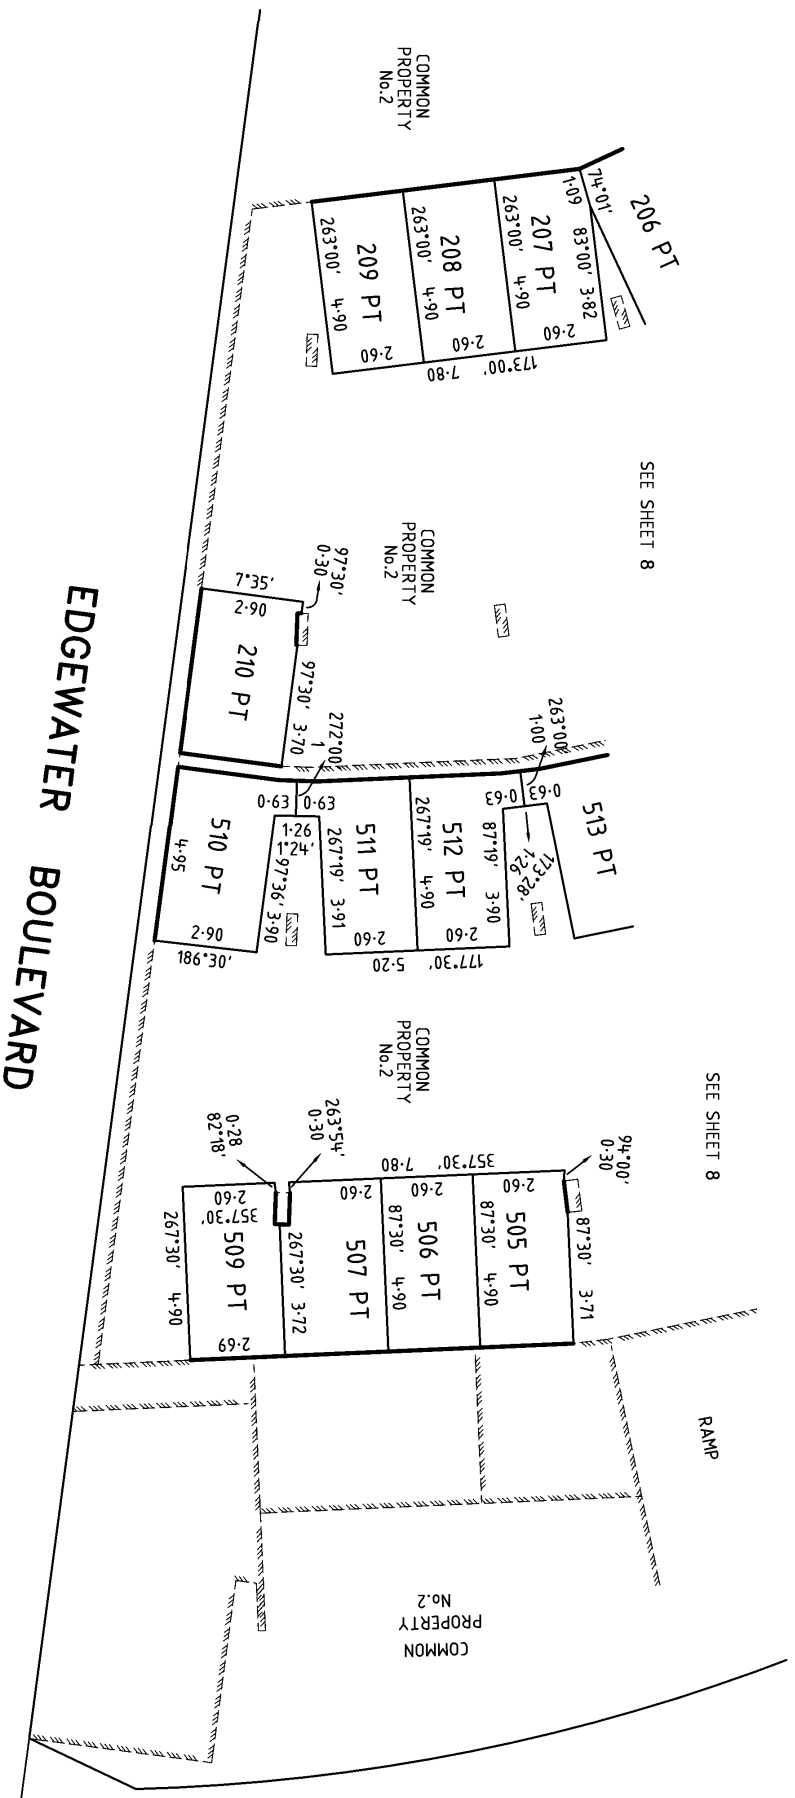 COMMON
PROPERTY
No.2
206 PT
74°01'
1·09
83°00' 3·82
207 PT
263°00' 4·90
2·60
208 PT
263°00' 4·90
2·60
209 PT
263°00' 4·90
2·60
173°00' 7·80
SEE SHEET 8
COMMON
PROPERTY
No.2
97°30'
0·30
7°35'
2·90
210 PT
97°30' 3·70
272°00'
1
263°00'
1·00
0·63
0·63
0·63
0·63
513 PT
173°28'
1·26
512 PT
87°19' 3·90
267°19' 4·90
2·60
511 PT
267°19' 3·91
2·60
177°30' 5·20
1·26
1°24'
510 PT
97°36' 3·90
4·95
2·90
186°30'
EDGEWATER BOULEVARD
COMMON
PROPERTY
No.2
SEE SHEET 8
94°00'
0·30
263°54'
0·30
0·28
82°18'
357°30' 7·80
2·60
505 PT
87°30' 3·71
87°30' 4·90
2·60
506 PT
87°30' 4·90
2·60
507 PT
267°30' 3·72
2·60
357°30'
509 PT
267°30' 4·90
2·69
RAMP
COMMON
PROPERTY
No.2